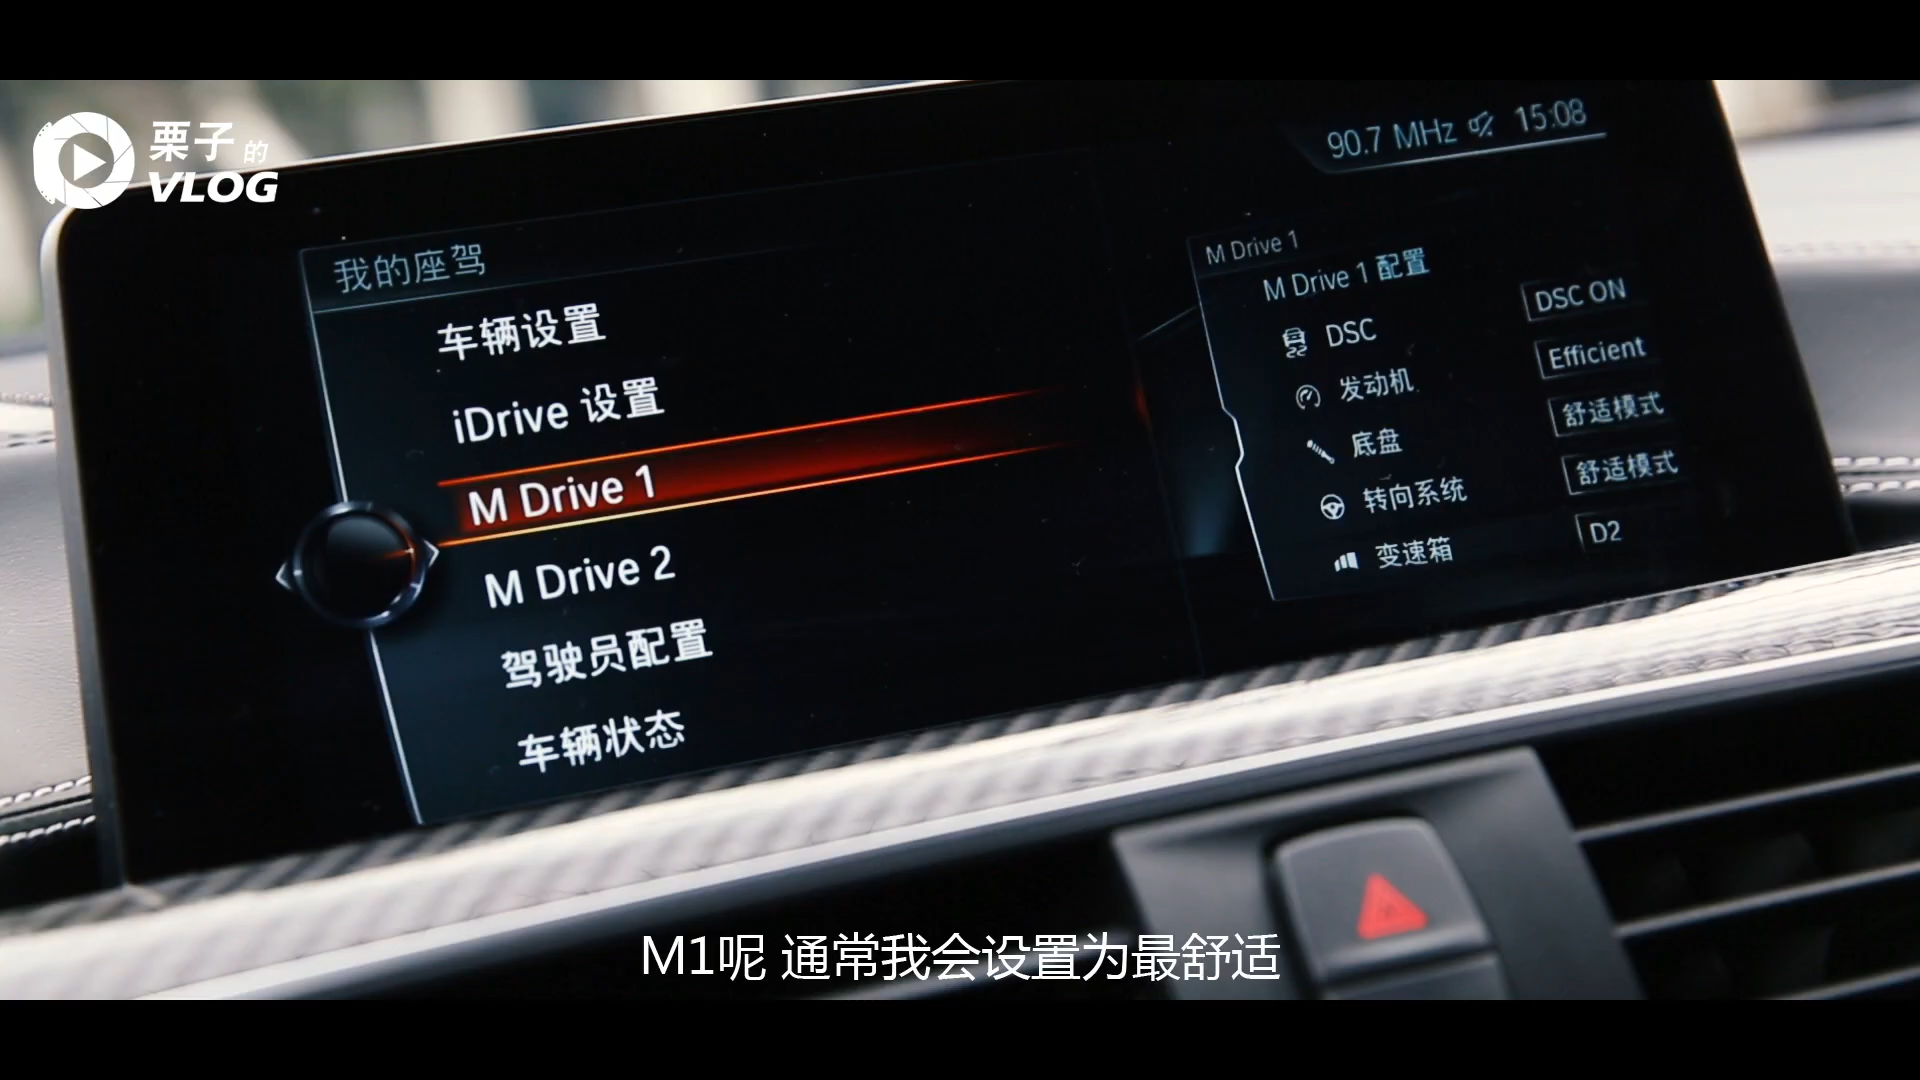 栗子的
VLOG
90.7 MHz 15:08
我的座驾
车辆设置
iDrive 设置
M Drive 1
M Drive 2
驾驶员配置
车辆状态
M Drive 1
M Drive 1 配置
DSC DSC ON
发动机 Efficient
底盘 舒适模式
转向系统 舒适模式
变速箱 D2
M1呢 通常我会设置为最舒适